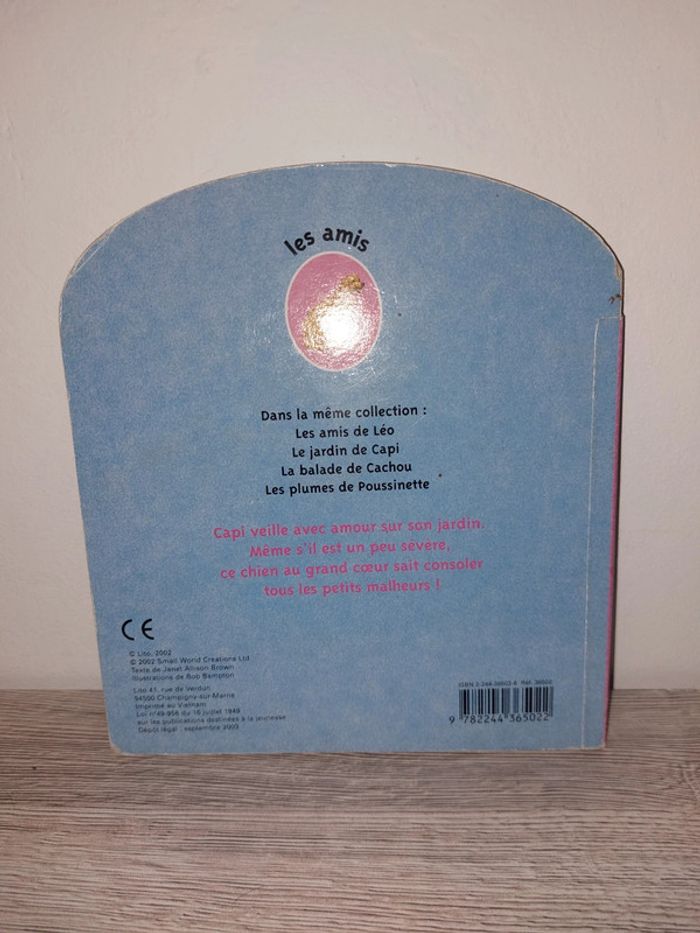 les amis
Dans la même collection :
Les amis de Léo
Le jardin de Capi
La balade de Cachou
Les plumes de Poussinette
Capi veille avec amour sur son jardin.
Même s'il est un peu sévère,
ce chien au grand cœur sait consoler
tous les petits malheurs !
CE
© Lito, 2002
© 2002 Small World Creations Ltd
Texte de Janet Allison Brown
Illustrations de Bob Bampton
Lito 41, rue de Verdun
94500 Champigny-sur-Marne
Imprimé au Vietnam
Loi n°49-956 du 16 juillet 1949
sur les publications destinées à la jeunesse
Dépôt légal : septembre
ISBN Réf.
9 782244 365022